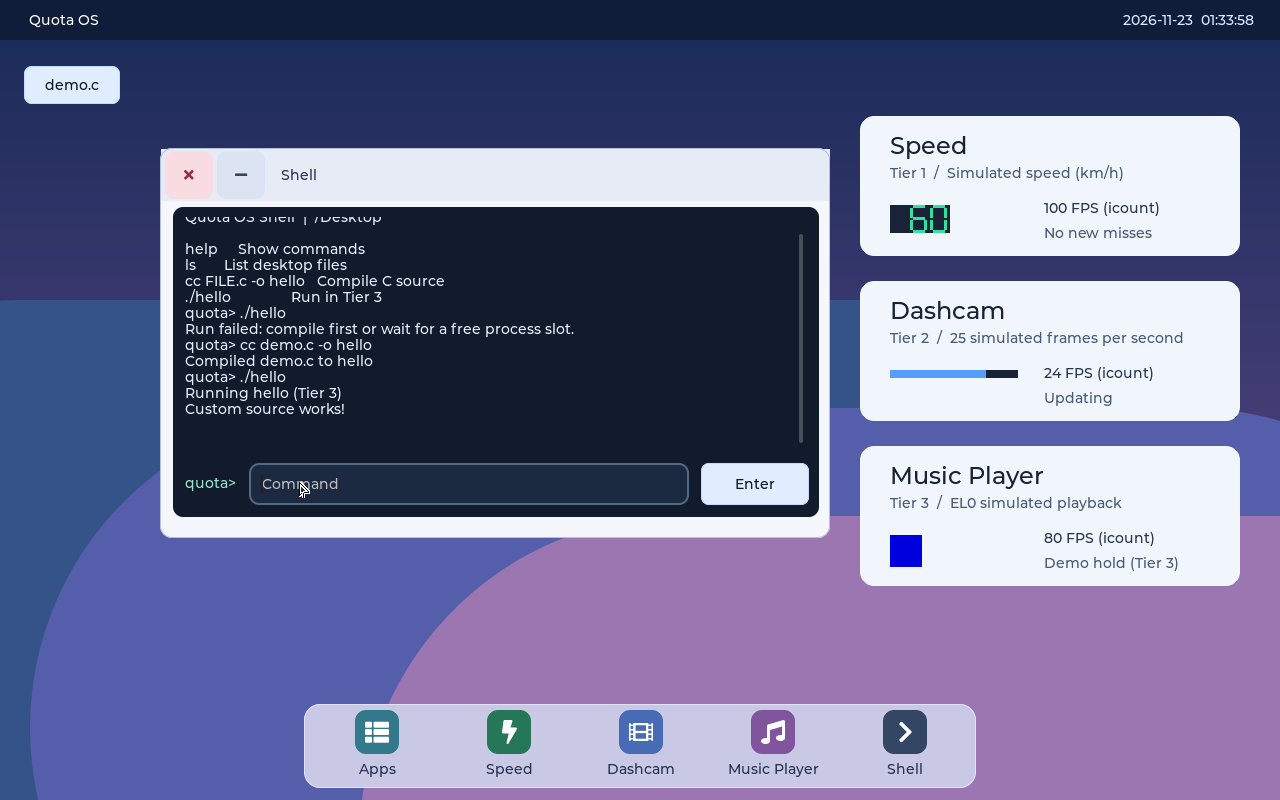 Quota OS
2026-11-23 01:33:58
demo.c
Shell
Quota OS Shell | /Desktop
help Show commands
ls List desktop files
cc FILE.c -o hello Compile C source
./hello Run in Tier 3
quota> ./hello
Run failed: compile first or wait for a free process slot.
quota> cc demo.c -o hello
Compiled demo.c to hello
quota> ./hello
Running hello (Tier 3)
Custom source works!
quota> Command
Enter
Speed
Tier 1 / Simulated speed (km/h)
60
100 FPS (icount)
No new misses
Dashcam
Tier 2 / 25 simulated frames per second
24 FPS (icount)
Updating
Music Player
Tier 3 / EL0 simulated playback
80 FPS (icount)
Demo hold (Tier 3)
Apps
Speed
Dashcam
Music Player
Shell